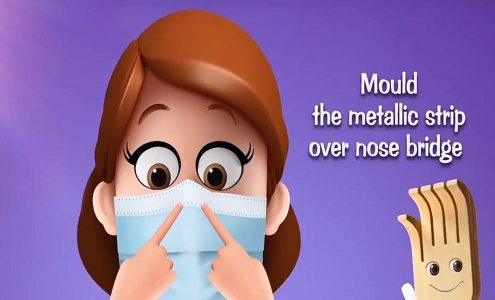 Mould
the metallic strip
over nose bridge